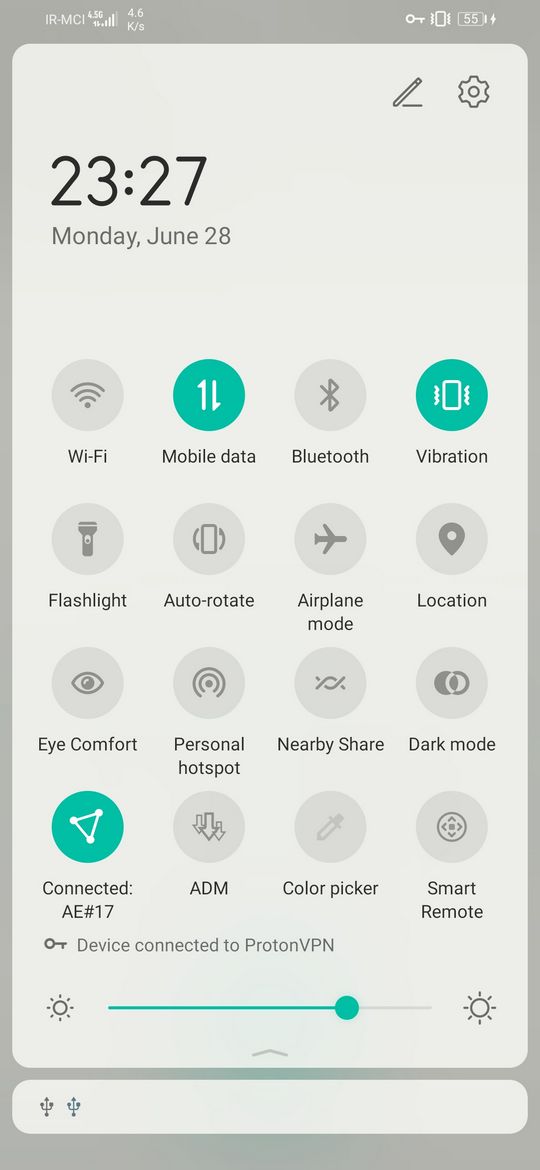 IR-MCI 4.5G 4.6 K/s 55
23:27
Monday, June 28
Wi-Fi Mobile data Bluetooth Vibration
Flashlight Auto-rotate Airplane mode Location
Eye Comfort Personal hotspot Nearby Share Dark mode
Connected: AE#17 ADM Color picker Smart Remote
Device connected to ProtonVPN